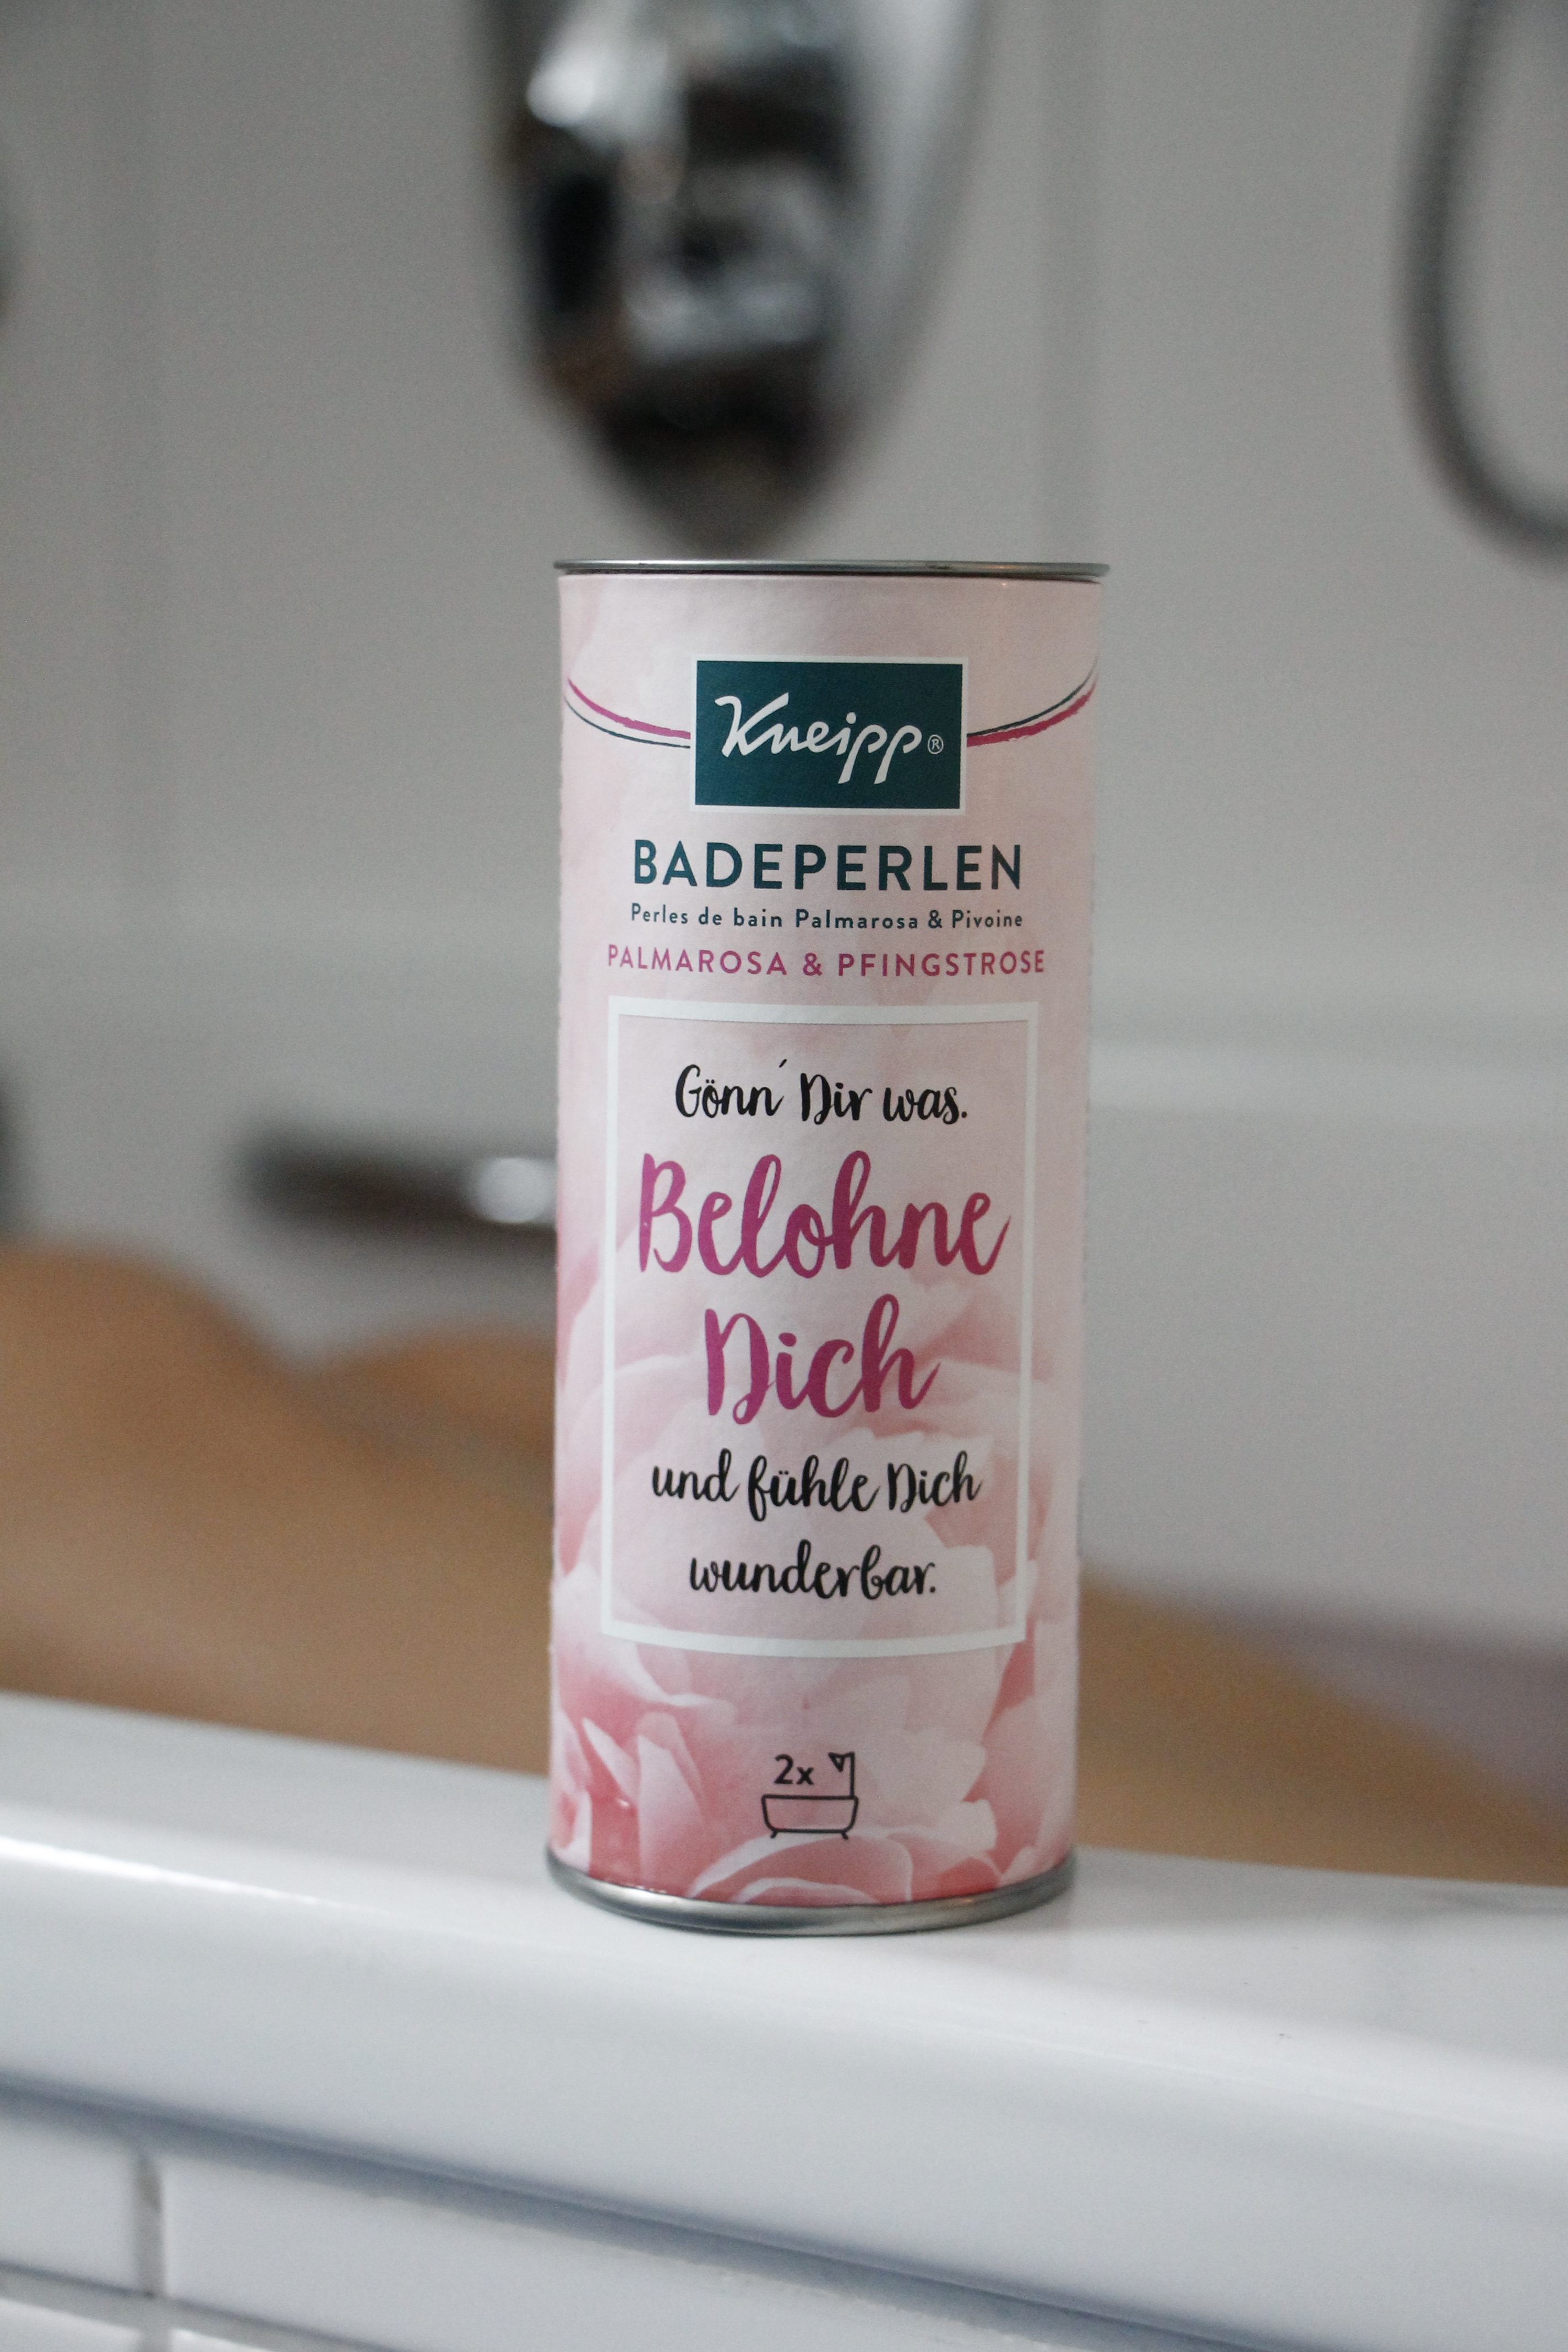 Kneipp®
BADEPERLEN
Perles de bain Palmarosa & Pivoine
PALMAROSA & PFINGSTROSE
Gönn´ Dir was.
Belohne
Dich
und fühle Dich
wunderbar.
2x